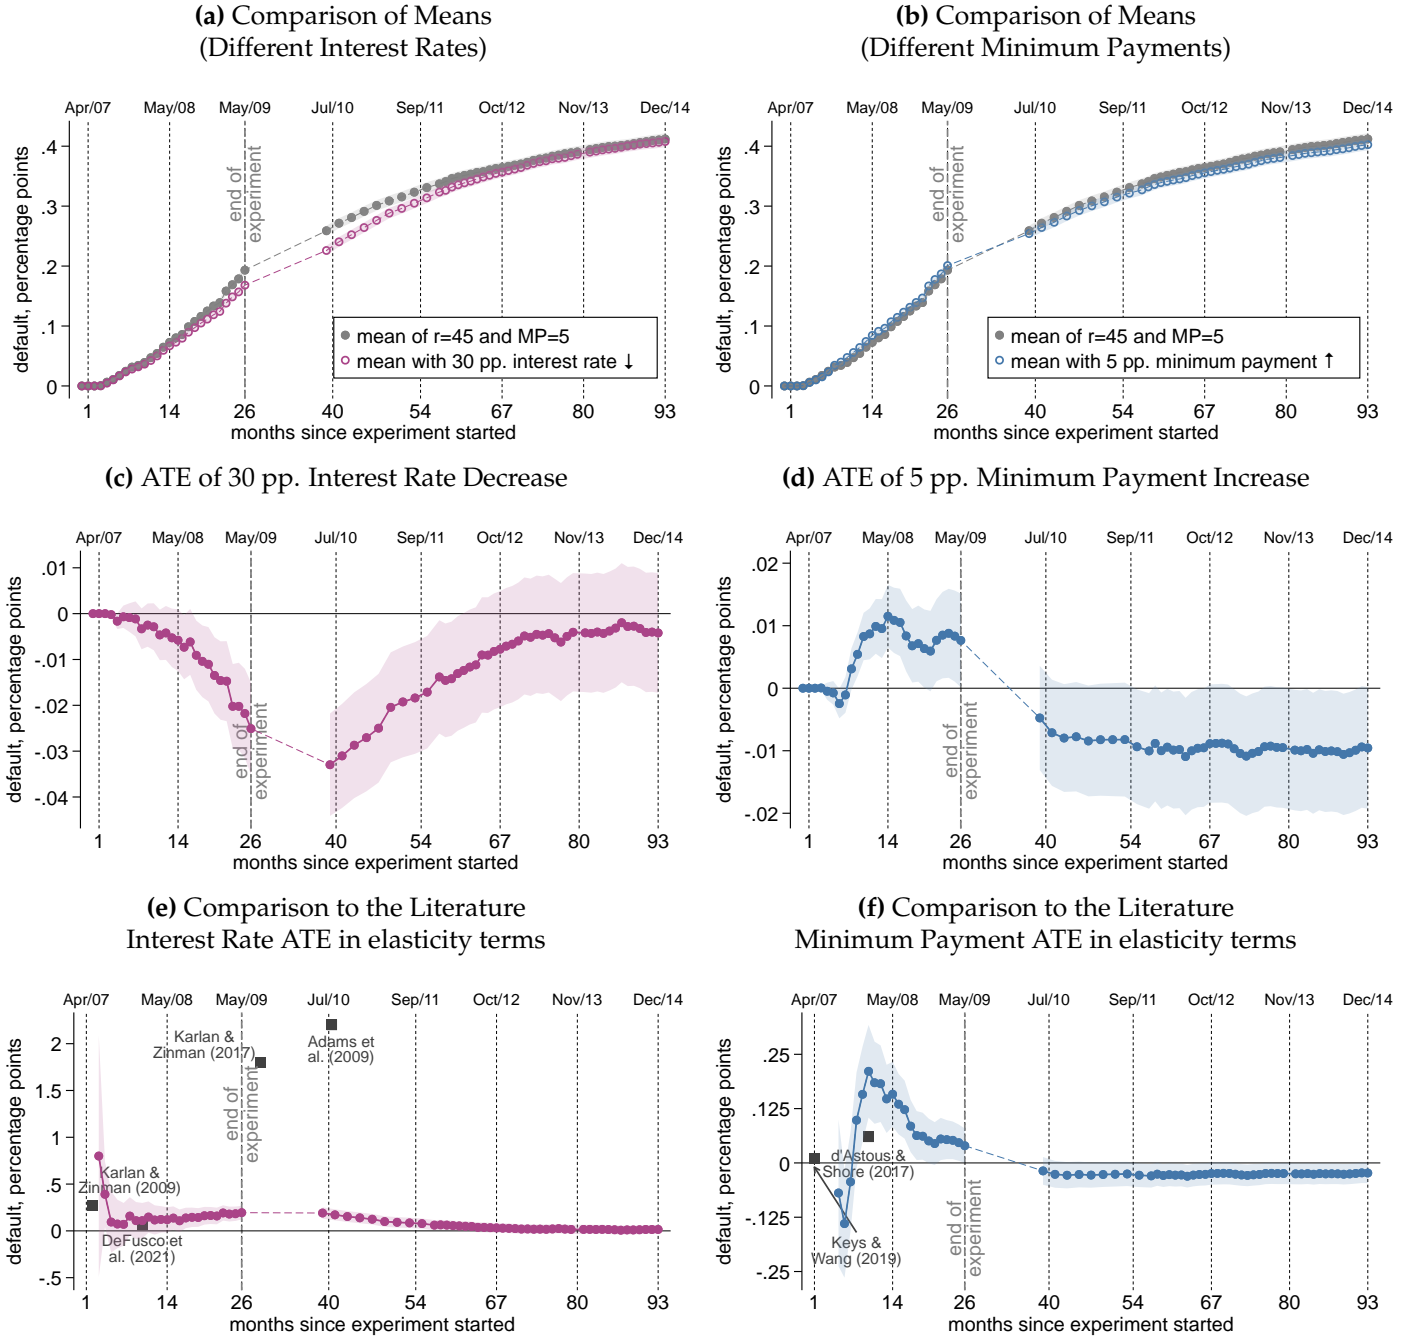 (a) Comparison of Means
(Different Interest Rates)
Apr/07 May/08 May/09 Jul/10 Sep/11 Oct/12 Nov/13 Dec/14
default, percentage points
.4
.3
.2
.1
0
end of
experiment
mean of r=45 and MP=5
mean with 30 pp. interest rate ↓
1 14 26 40 54 67 80 93
months since experiment started
(b) Comparison of Means
(Different Minimum Payments)
Apr/07 May/08 May/09 Jul/10 Sep/11 Oct/12 Nov/13 Dec/14
default, percentage points
.4
.3
.2
.1
0
end of
experiment
mean of r=45 and MP=5
mean with 5 pp. minimum payment ↑
1 14 26 40 54 67 80 93
months since experiment started
(c) ATE of 30 pp. Interest Rate Decrease
Apr/07 May/08 May/09 Jul/10 Sep/11 Oct/12 Nov/13 Dec/14
default, percentage points
.01
0
-.01
-.02
-.03
-.04
end of
experiment
1 14 26 40 54 67 80 93
months since experiment started
(d) ATE of 5 pp. Minimum Payment Increase
Apr/07 May/08 May/09 Jul/10 Sep/11 Oct/12 Nov/13 Dec/14
default, percentage points
.02
.01
0
-.01
-.02
end of
experiment
1 14 26 40 54 67 80 93
months since experiment started
(e) Comparison to the Literature
Interest Rate ATE in elasticity terms
Apr/07 May/08 May/09 Jul/10 Sep/11 Oct/12 Nov/13 Dec/14
default, percentage points
2
1.5
1
.5
0
-.5
Karlan &
Zinman (2017)
Adams et
al. (2009)
end of
experiment
Karlan &
Zinman (2009)
DeFusco et
al. (2021)
1 14 26 40 54 67 80 93
months since experiment started
(f) Comparison to the Literature
Minimum Payment ATE in elasticity terms
Apr/07 May/08 May/09 Jul/10 Sep/11 Oct/12 Nov/13 Dec/14
default, percentage points
.25
.125
0
-.125
-.25
d'Astous &
Shore (2017)
Keys &
Wang (2019)
end of
experiment
1 14 26 40 54 67 80 93
months since experiment started